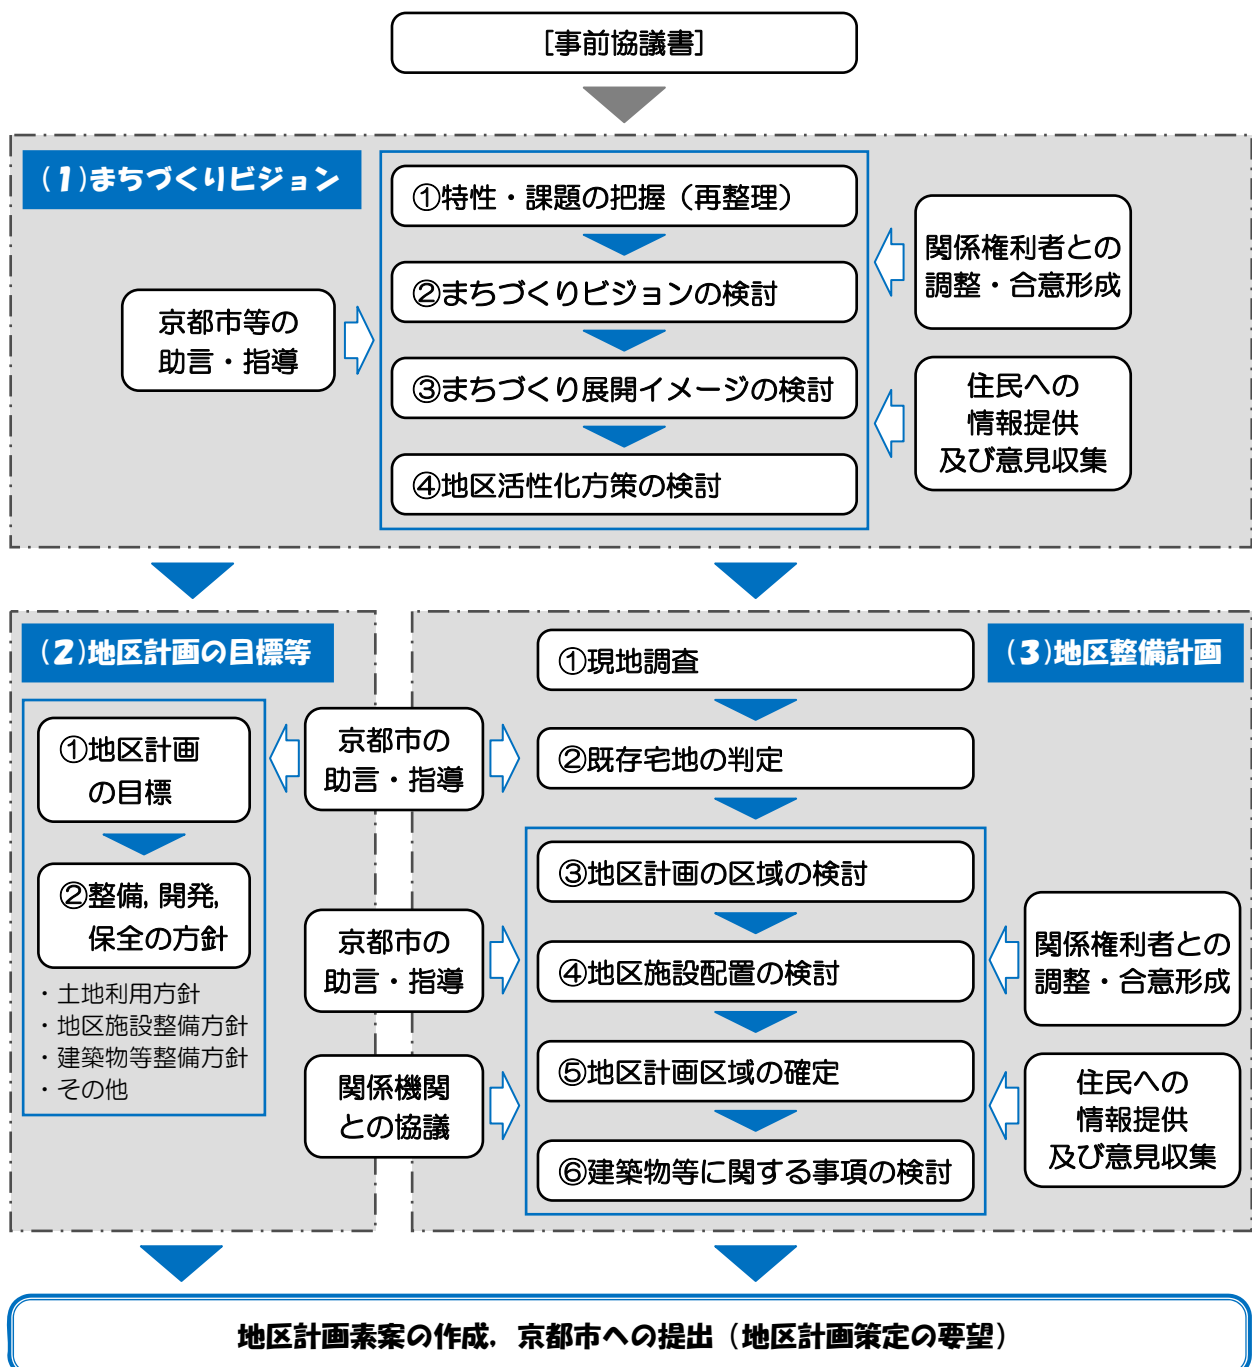 [事前協議書]
(1)まちづくりビジョン
①特性・課題の把握（再整理）
②まちづくりビジョンの検討
③まちづくり展開イメージの検討
④地区活性化方策の検討
京都市等の
助言・指導
関係権利者との
調整・合意形成
住民への
情報提供
及び意見収集
(2)地区計画の目標等
①地区計画
の目標
②整備,開発,
保全の方針
・土地利用方針
・地区施設整備方針
・建築物等整備方針
・その他
京都市の
助言・指導
京都市の
助言・指導
関係機関
との協議
(3)地区整備計画
①現地調査
②既存宅地の判定
③地区計画の区域の検討
④地区施設配置の検討
⑤地区計画区域の確定
⑥建築物等に関する事項の検討
関係権利者との
調整・合意形成
住民への
情報提供
及び意見収集
地区計画素案の作成，京都市への提出（地区計画策定の要望）